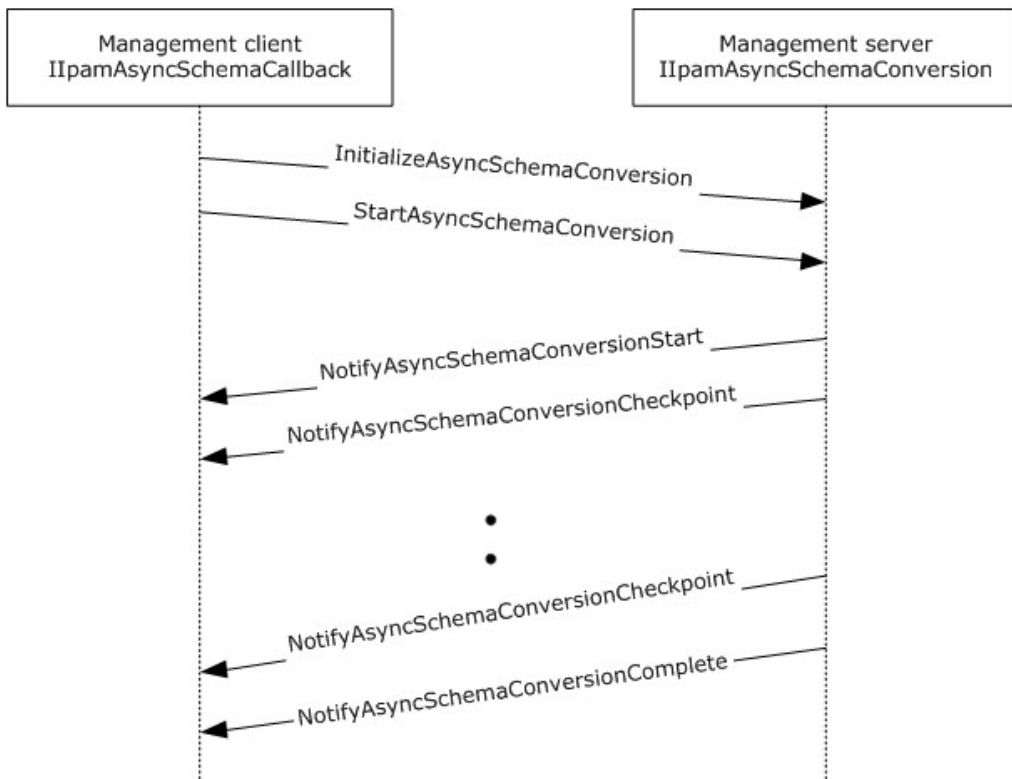 Management client
IIpamAsyncSchemaCallback
Management server
IIpamAsyncSchemaConversion
InitializeAsyncSchemaConversion
StartAsyncSchemaConversion
NotifyAsyncSchemaConversionStart
NotifyAsyncSchemaConversionCheckpoint
NotifyAsyncSchemaConversionCheckpoint
NotifyAsyncSchemaConversionComplete